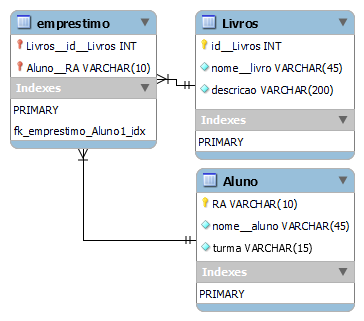 emprestimo
Livros__id__Livros INT
Aluno__RA VARCHAR(10)
Indexes
PRIMARY
fk_emprestimo_Aluno1_idx
Livros
id__Livros INT
nome__livro VARCHAR(45)
descricao VARCHAR(200)
Indexes
PRIMARY
Aluno
RA VARCHAR(10)
nome__aluno VARCHAR(45)
turma VARCHAR(15)
Indexes
PRIMARY